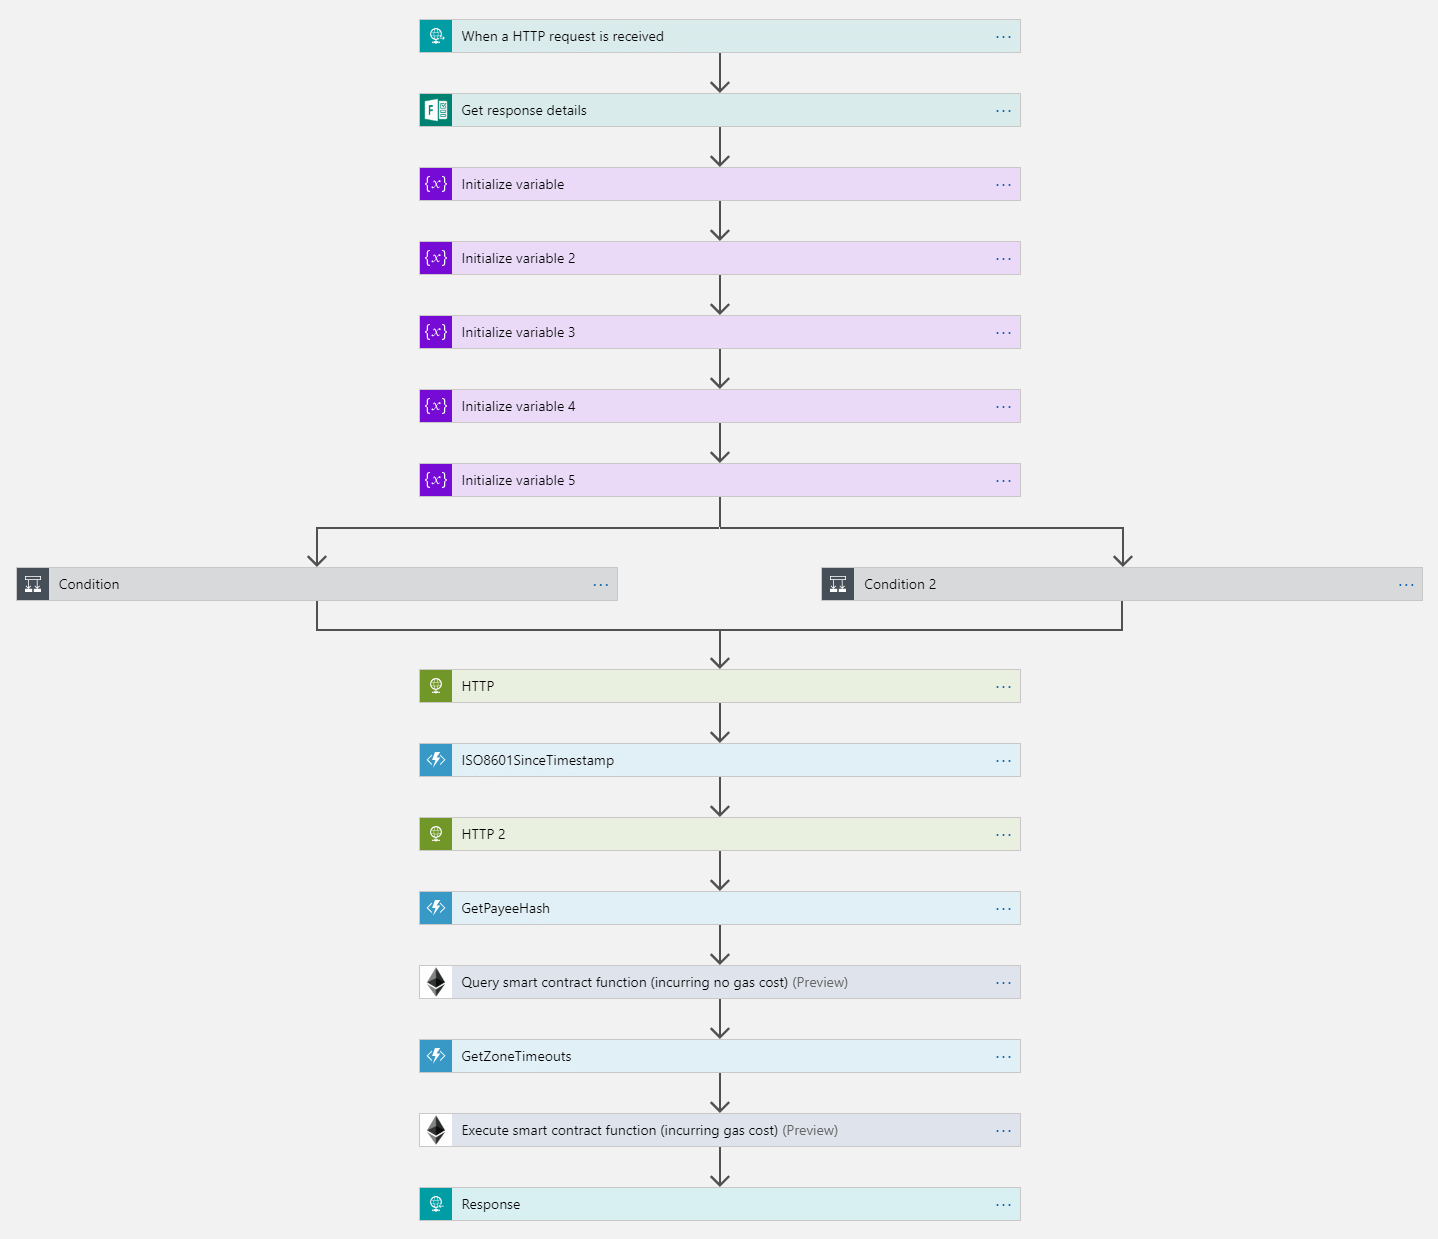 When a HTTP request is received
Get response details
Initialize variable
Initialize variable 2
Initialize variable 3
Initialize variable 4
Initialize variable 5
Condition
Condition 2
HTTP
ISO8601SinceTimestamp
HTTP 2
GetPayeeHash
Query smart contract function (incurring no gas cost) (Preview)
GetZoneTimeouts
Execute smart contract function (incurring gas cost) (Preview)
Response